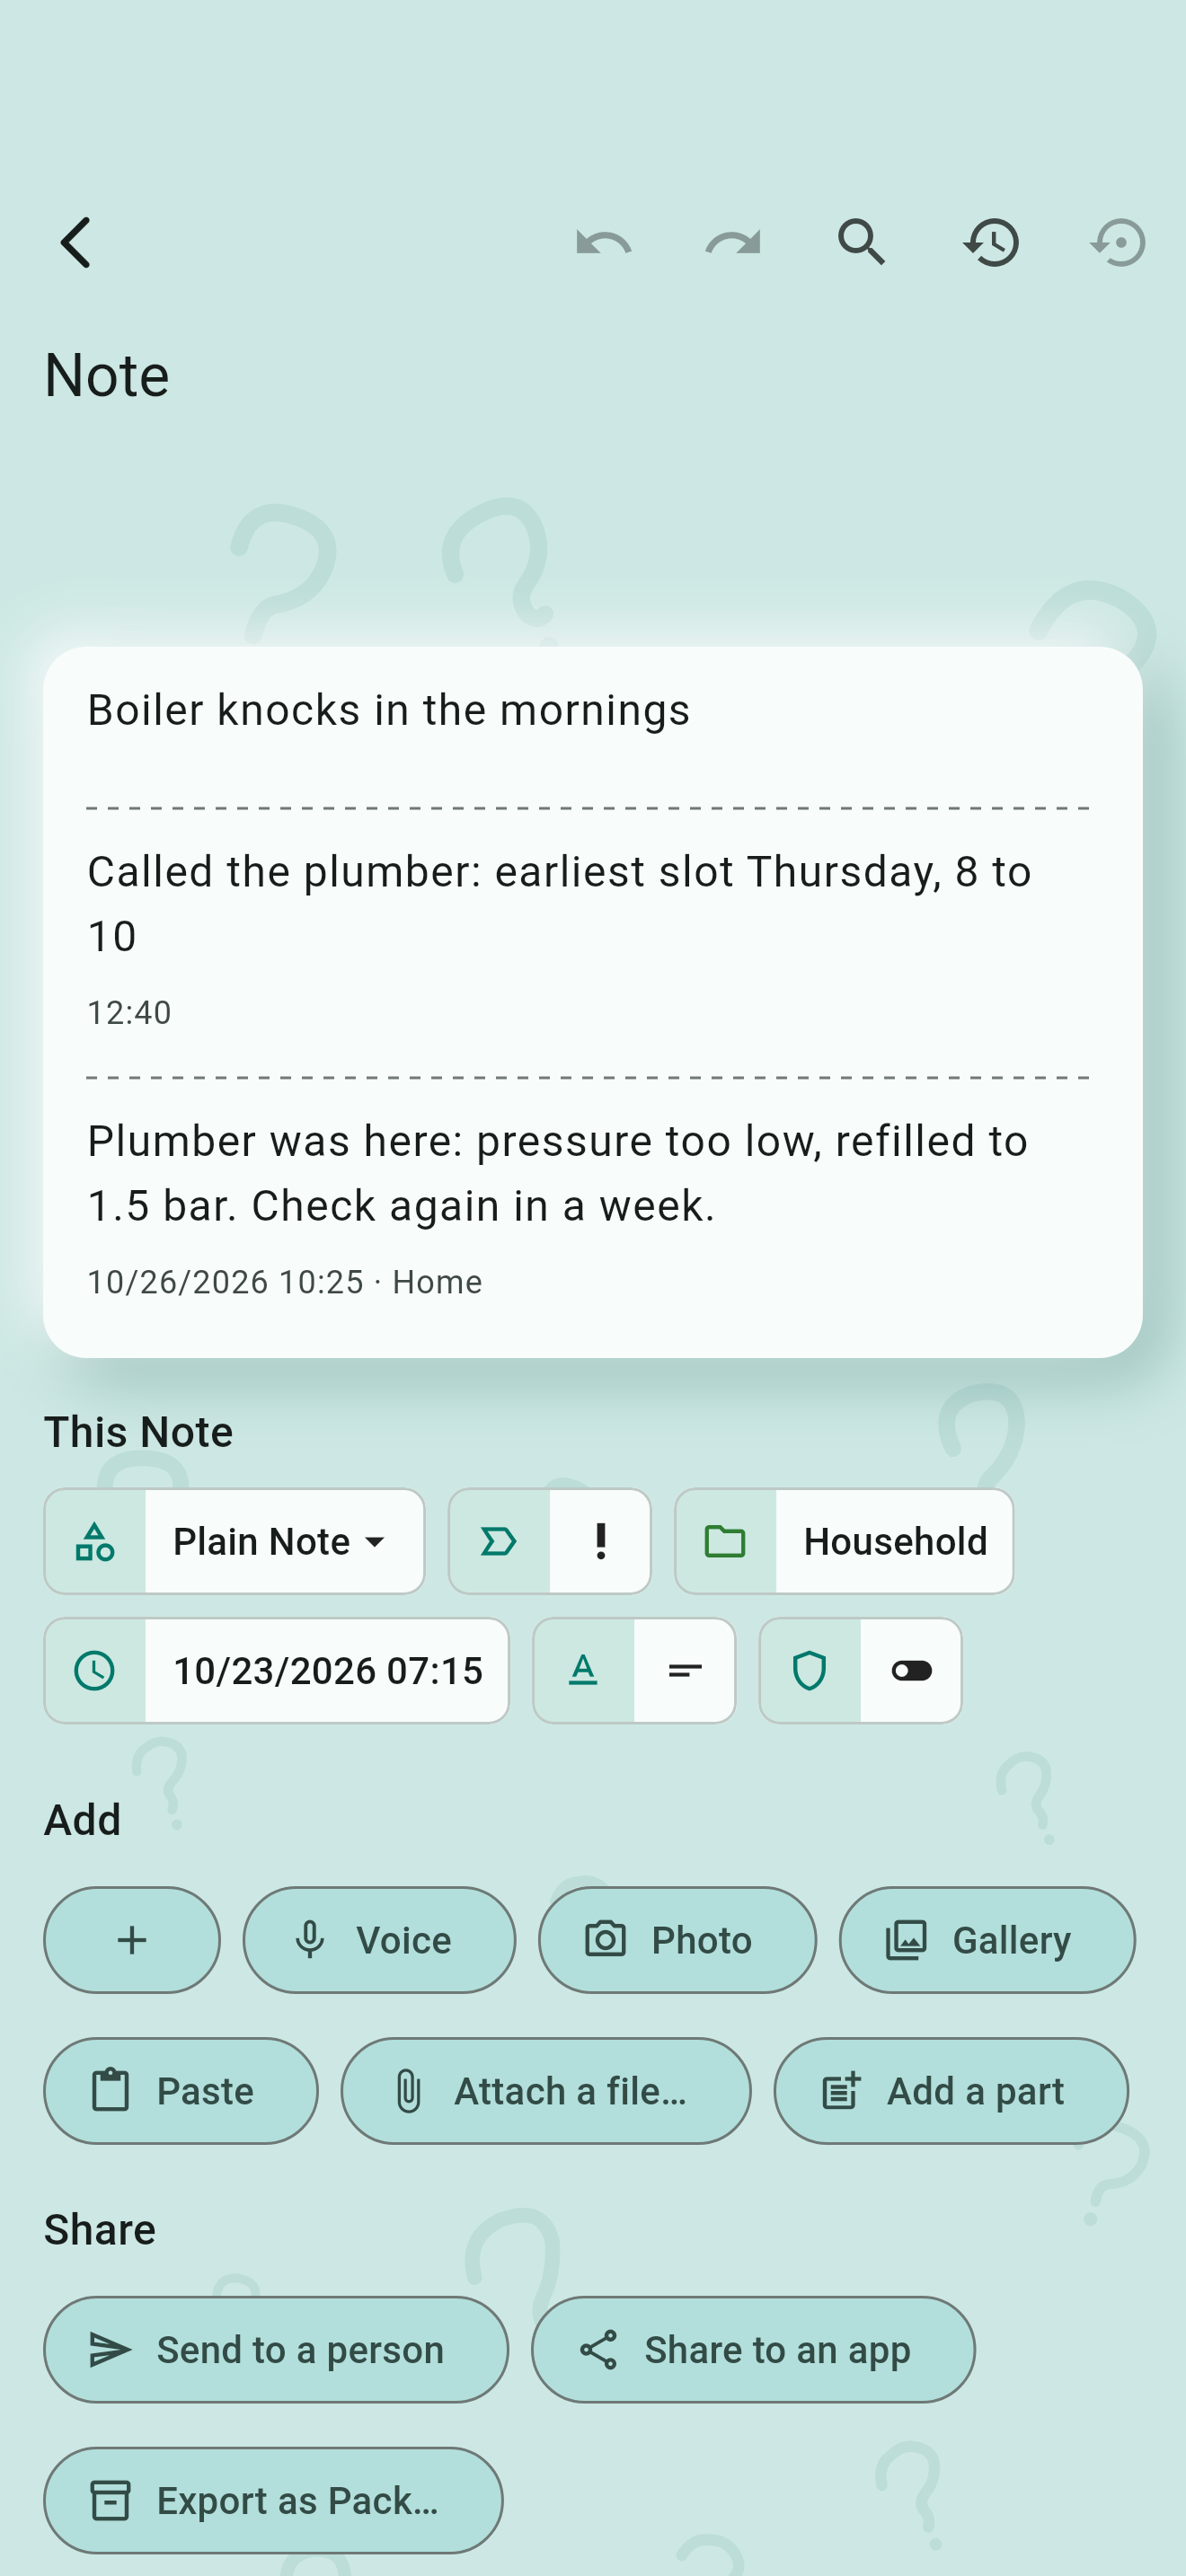 Note
Boiler knocks in the mornings
Called the plumber: earliest slot Thursday, 8 to
10
12:40
Plumber was here: pressure too low, refilled to
1.5 bar. Check again in a week.
10/26/2026 10:25 · Home
This Note
Plain Note
Household
10/23/2026 07:15
Add
Voice
Photo
Gallery
Paste
Attach a file…
Add a part
Share
Send to a person
Share to an app
Export as Pack…